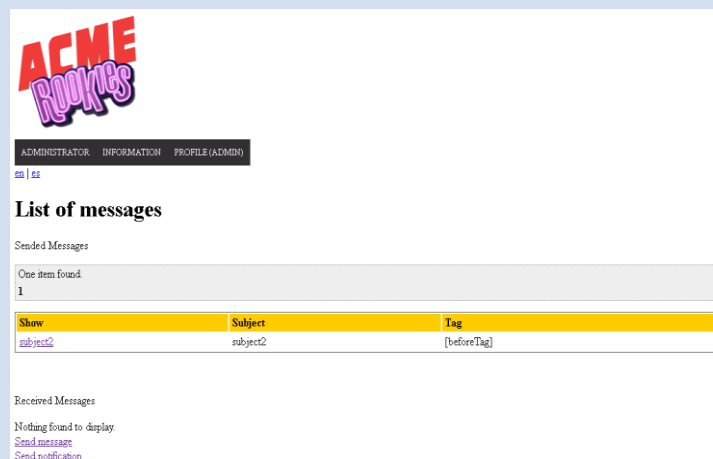 ACME
ROOKIES
ADMINISTRATOR INFORMATION PROFILE (ADMIN)
en | es
List of messages
Sended Messages
One item found.
1
Show Subject Tag
subject2 subject2 [beforeTag]
Received Messages
Nothing found to display.
Send message
Send notification